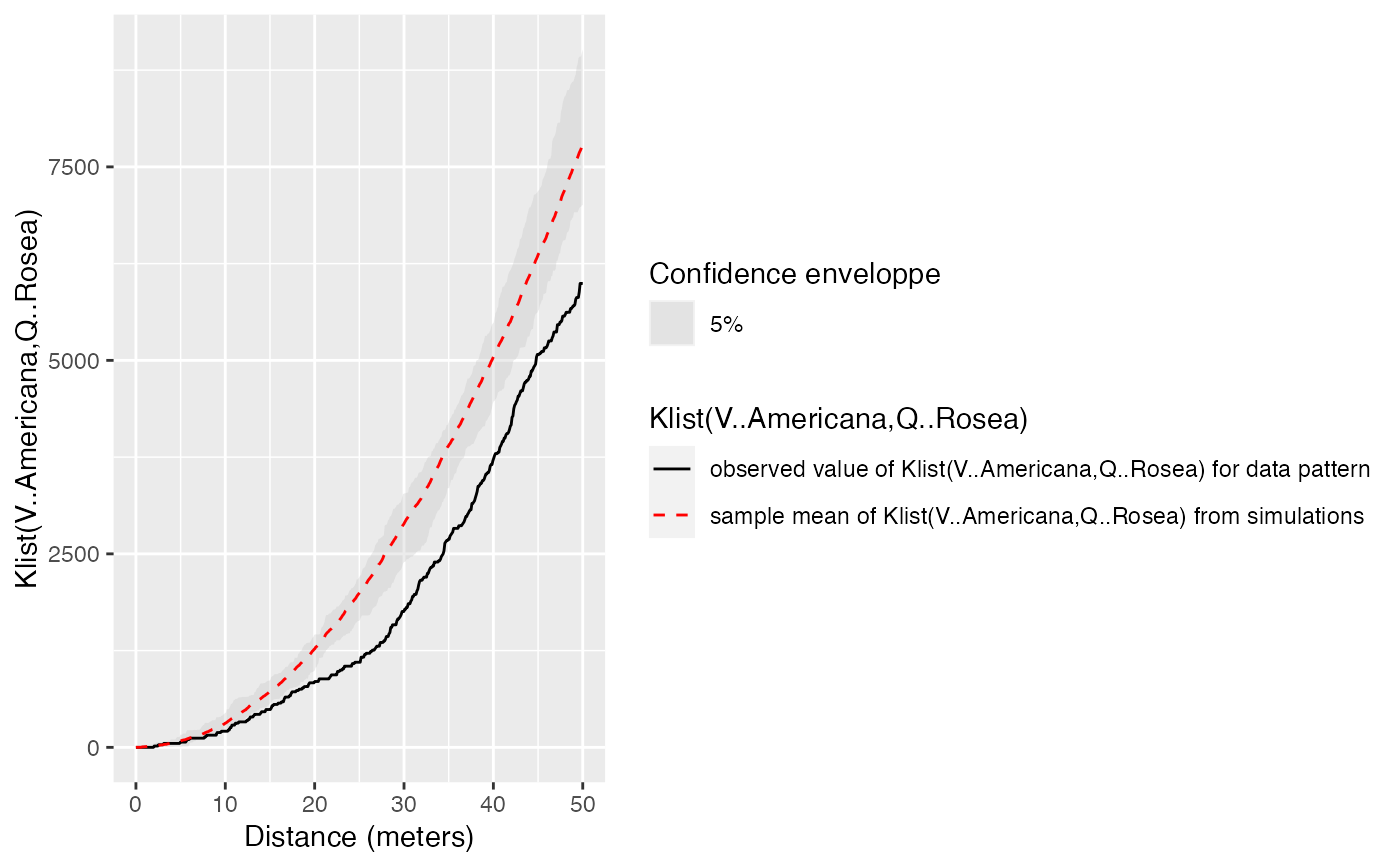 Klist(V..Americana,Q..Rosea)
7500
5000
2500
0
0 10 20 30 40 50
Distance (meters)
Confidence enveloppe
5%
Klist(V..Americana,Q..Rosea)
observed value of Klist(V..Americana,Q..Rosea) for data pattern
sample mean of Klist(V..Americana,Q..Rosea) from simulations